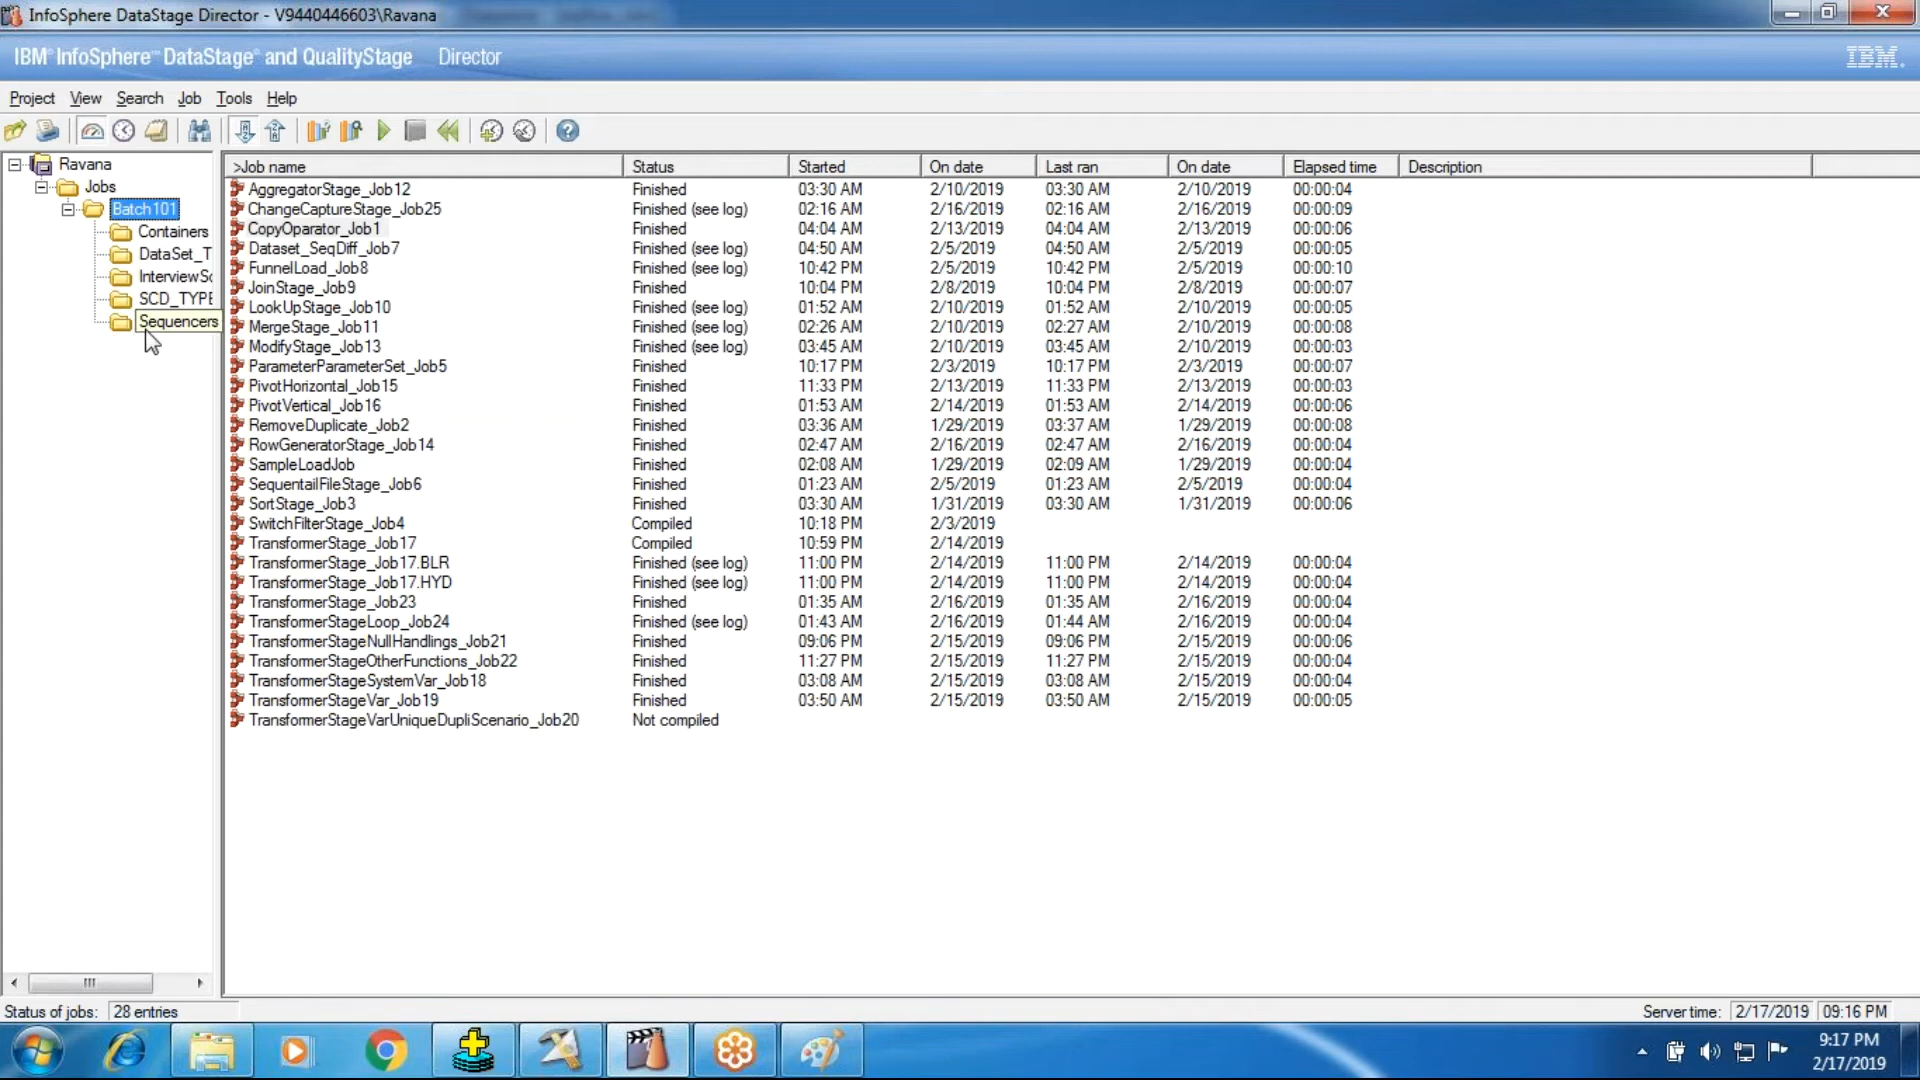 InfoSphere DataStage Director - V9440446603\Ravana
IBM® InfoSphere™ DataStage® and QualityStage Director
IBM.
Project View Search Job Tools Help
Ravana
Jobs
Batch101
Containers
DataSet_T
InterviewSc
SCD_TYPE
Sequencers
>Job name Status Started On date Last ran On date Elapsed time Description
AggregatorStage_Job12 Finished 03:30 AM 2/10/2019 03:30 AM 2/10/2019 00:00:04
ChangeCaptureStage_Job25 Finished (see log) 02:16 AM 2/16/2019 02:16 AM 2/16/2019 00:00:09
CopyOparator_Job1 Finished 04:04 AM 2/13/2019 04:04 AM 2/13/2019 00:00:06
Dataset_SeqDiff_Job7 Finished (see log) 04:50 AM 2/5/2019 04:50 AM 2/5/2019 00:00:05
FunnelLoad_Job8 Finished (see log) 10:42 PM 2/5/2019 10:42 PM 2/5/2019 00:00:10
JoinStage_Job9 Finished 10:04 PM 2/8/2019 10:04 PM 2/8/2019 00:00:07
LookUpStage_Job10 Finished (see log) 01:52 AM 2/10/2019 01:52 AM 2/10/2019 00:00:05
MergeStage_Job11 Finished (see log) 02:26 AM 2/10/2019 02:27 AM 2/10/2019 00:00:08
ModifyStage_Job13 Finished (see log) 03:45 AM 2/10/2019 03:45 AM 2/10/2019 00:00:03
ParameterParameterSet_Job5 Finished 10:17 PM 2/3/2019 10:17 PM 2/3/2019 00:00:07
PivotHorizontal_Job15 Finished 11:33 PM 2/13/2019 11:33 PM 2/13/2019 00:00:03
PivotVertical_Job16 Finished 01:53 AM 2/14/2019 01:53 AM 2/14/2019 00:00:06
RemoveDuplicate_Job2 Finished 03:36 AM 1/29/2019 03:37 AM 1/29/2019 00:00:08
RowGeneratorStage_Job14 Finished 02:47 AM 2/16/2019 02:47 AM 2/16/2019 00:00:04
SampleLoadJob Finished 02:08 AM 1/29/2019 02:09 AM 1/29/2019 00:00:04
SequentailFileStage_Job6 Finished 01:23 AM 2/5/2019 01:23 AM 2/5/2019 00:00:04
SortStage_Job3 Finished 03:30 AM 1/31/2019 03:30 AM 1/31/2019 00:00:06
SwitchFilterStage_Job4 Compiled 10:18 PM 2/3/2019
TransformerStage_Job17 Compiled 10:59 PM 2/14/2019
TransformerStage_Job17.BLR Finished (see log) 11:00 PM 2/14/2019 11:00 PM 2/14/2019 00:00:04
TransformerStage_Job17.HYD Finished (see log) 11:00 PM 2/14/2019 11:00 PM 2/14/2019 00:00:04
TransformerStage_Job23 Finished 01:35 AM 2/16/2019 01:35 AM 2/16/2019 00:00:04
TransformerStageLoop_Job24 Finished (see log) 01:43 AM 2/16/2019 01:44 AM 2/16/2019 00:00:04
TransformerStageNullHandlings_Job21 Finished 09:06 PM 2/15/2019 09:06 PM 2/15/2019 00:00:06
TransformerStageOtherFunctions_Job22 Finished 11:27 PM 2/15/2019 11:27 PM 2/15/2019 00:00:04
TransformerStageSystemVar_Job18 Finished 03:08 AM 2/15/2019 03:08 AM 2/15/2019 00:00:04
TransformerStageVar_Job19 Finished 03:50 AM 2/15/2019 03:50 AM 2/15/2019 00:00:05
TransformerStageVarUniqueDupliScenario_Job20 Not compiled
Status of jobs: 28 entries Server time: 2/17/2019 09:16 PM
9:17 PM
2/17/2019